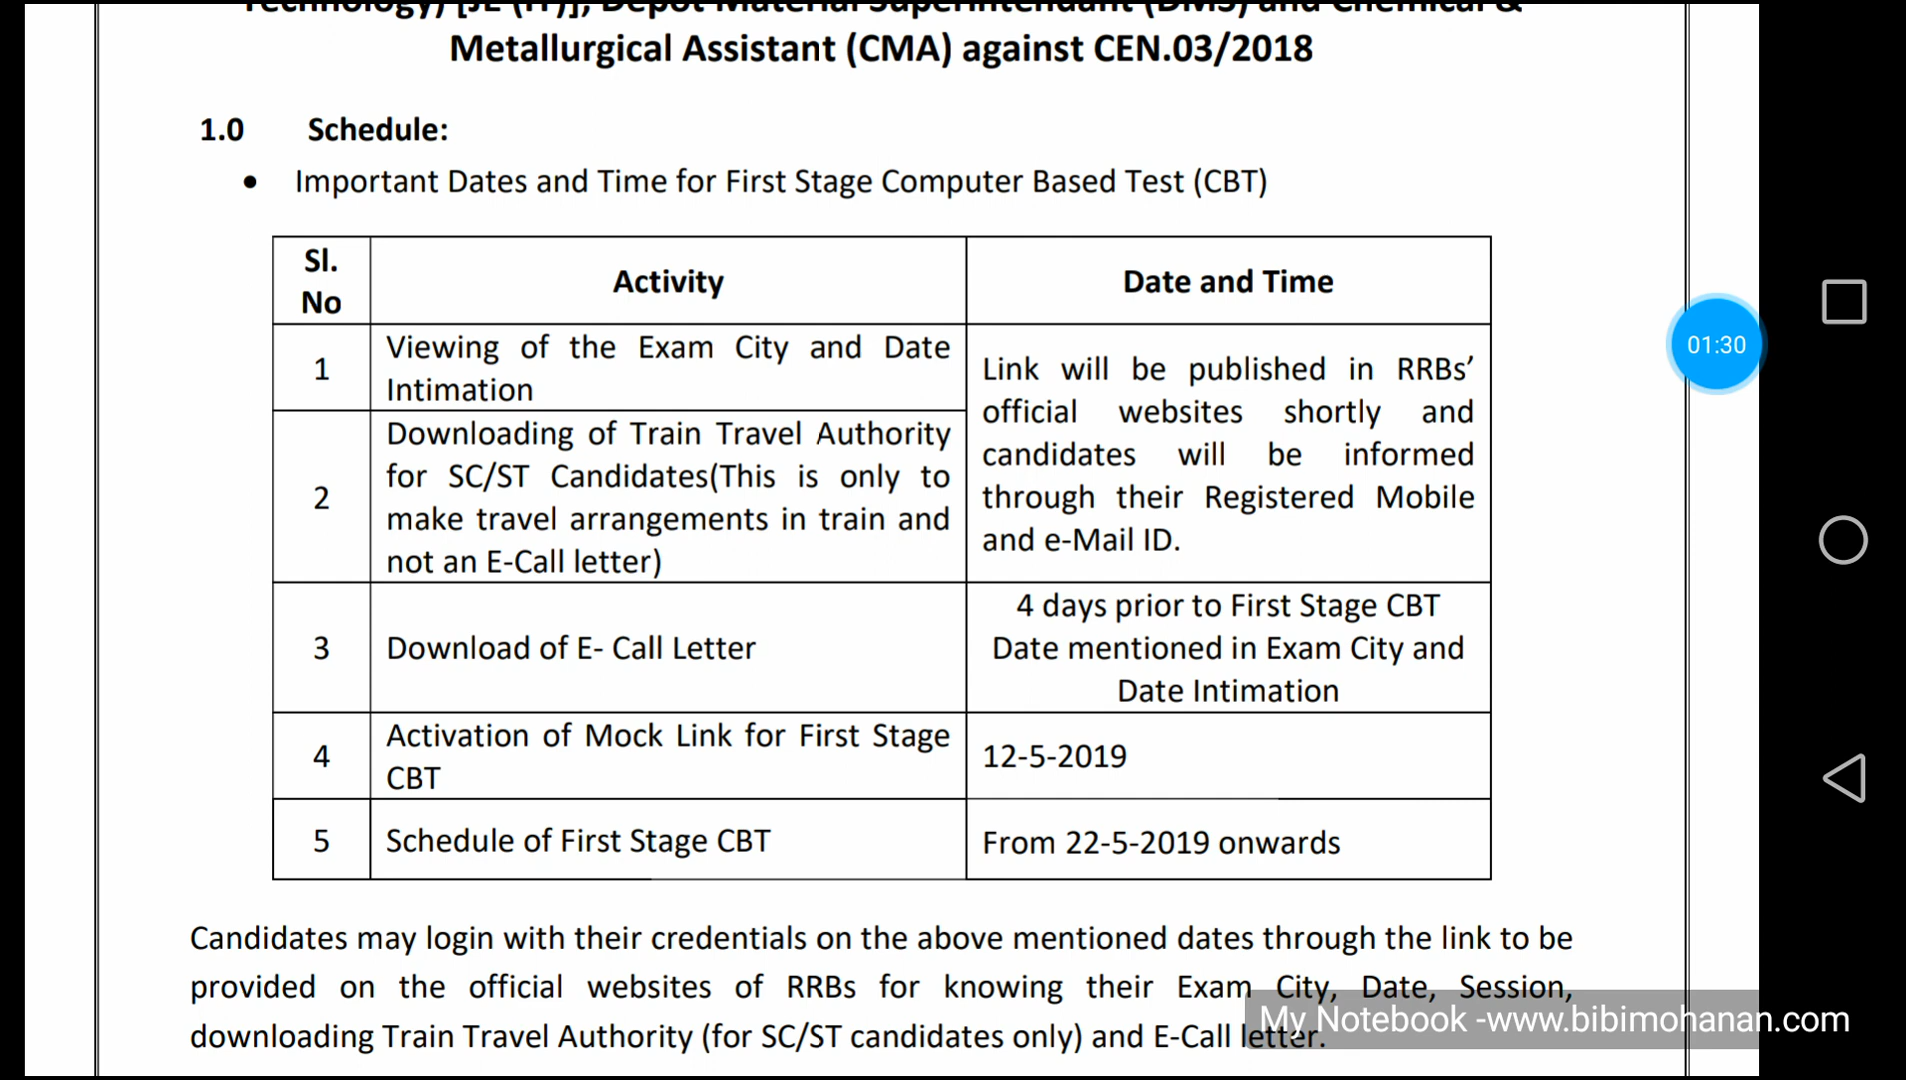 Technology) [JE (IT)], Depot Material Superintendant (DMS) and Chemical &
Metallurgical Assistant (CMA) against CEN.03/2018
1.0 Schedule:
• Important Dates and Time for First Stage Computer Based Test (CBT)
Sl. No Activity Date and Time
1
Viewing of the Exam City and Date
Intimation
2
Downloading of Train Travel Authority
for SC/ST Candidates(This is only to
make travel arrangements in train and
not an E-Call letter)
Link will be published in RRBs’
official websites shortly and
candidates will be informed
through their Registered Mobile
and e-Mail ID.
3
Download of E- Call Letter
4 days prior to First Stage CBT
Date mentioned in Exam City and
Date Intimation
4
Activation of Mock Link for First Stage
CBT
12-5-2019
5 Schedule of First Stage CBT From 22-5-2019 onwards
01:30
Candidates may login with their credentials on the above mentioned dates through the link to be
provided on the official websites of RRBs for knowing their Exam City, Date, Session,
downloading Train Travel Authority (for SC/ST candidates only) and E-Call letter.
My Notebook -www.bibimohanan.com